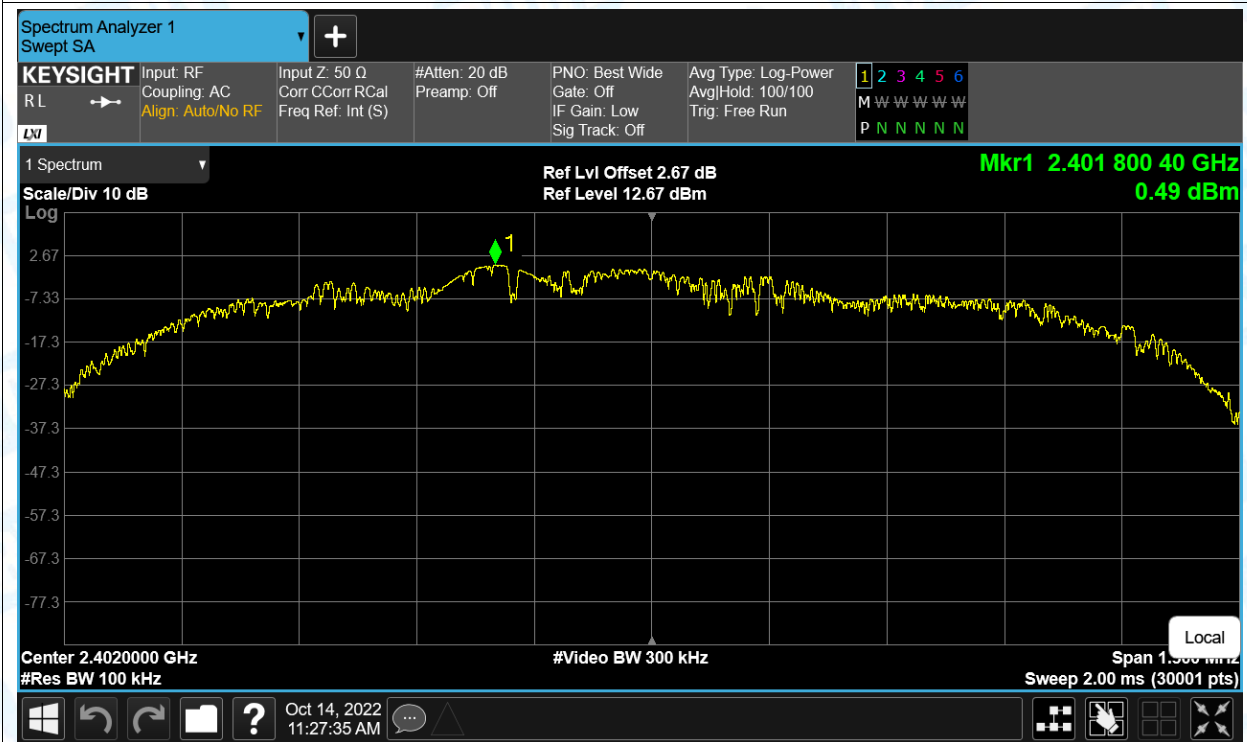 Spectrum Analyzer 1
Swept SA
KEYSIGHT
R L
LXI
Input: RF
Coupling: AC
Align: Auto/No RF
Input Z: 50 Ω
Corr CCorr RCal
Freq Ref: Int (S)
#Atten: 20 dB
Preamp: Off
PNO: Best Wide
Gate: Off
IF Gain: Low
Sig Track: Off
Avg Type: Log-Power
Avg|Hold: 100/100
Trig: Free Run
1 2 3 4 5 6
M W W W W W W
P N N N N N
1 Spectrum
Scale/Div 10 dB
Log
Ref Lvl Offset 2.67 dB
Ref Level 12.67 dBm
Mkr1 2.401 800 40 GHz
0.49 dBm
1
2.67
-7.33
-17.3
-27.3
-37.3
-47.3
-57.3
-67.3
-77.3
Local
Center 2.4020000 GHz
#Video BW 300 kHz
Span
#Res BW 100 kHz
Sweep 2.00 ms (30001 pts)
?
Oct 14, 2022
11:27:35 AM